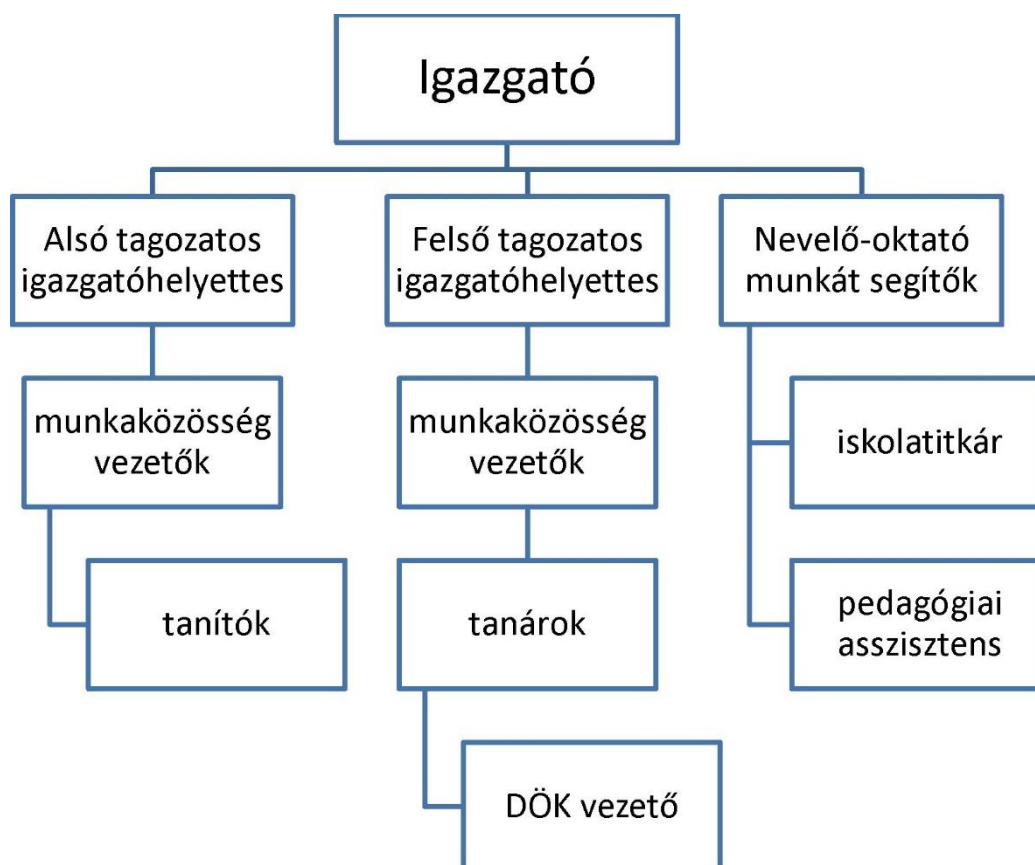 Igazgató
Alsó tagozatos
igazgatóhelyettes
Felső tagozatos
igazgatóhelyettes
Nevelő-oktató
munkát segítők
munkaközösség
vezetők
munkaközösség
vezetők
iskolatitkár
tanítók
tanárok
pedagógiai
asszisztens
DÖK vezető